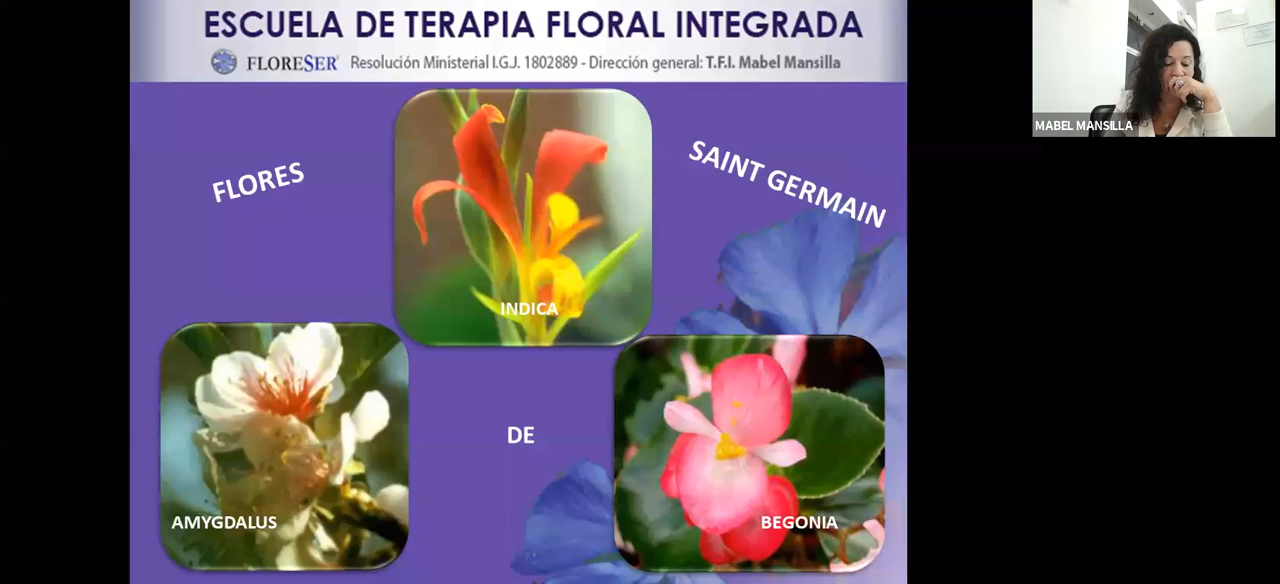 ESCUELA DE TERAPIA FLORAL INTEGRADA
FLORESER Resolución Ministerial I.G.J. 1802889 - Dirección general: T.F.I. Mabel Mansilla
MABEL MANSILLA
FLORES
SAINT GERMAIN
INDICA
DE
AMYGDALUS
BEGONIA